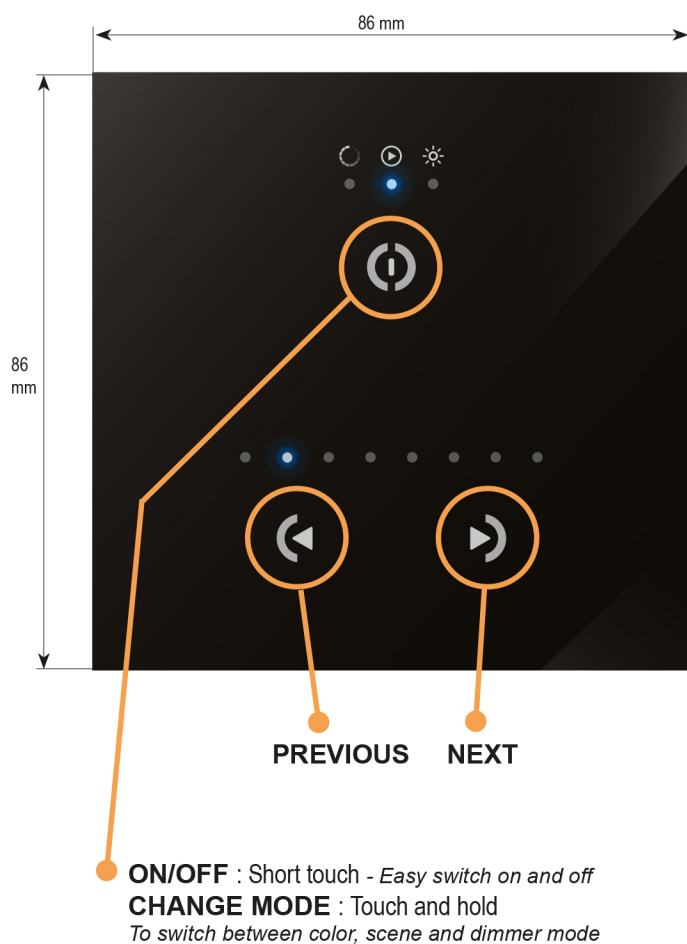 86 mm
86
mm
PREVIOUS NEXT
ON/OFF : Short touch - Easy switch on and off
CHANGE MODE : Touch and hold
To switch between color, scene and dimmer mode